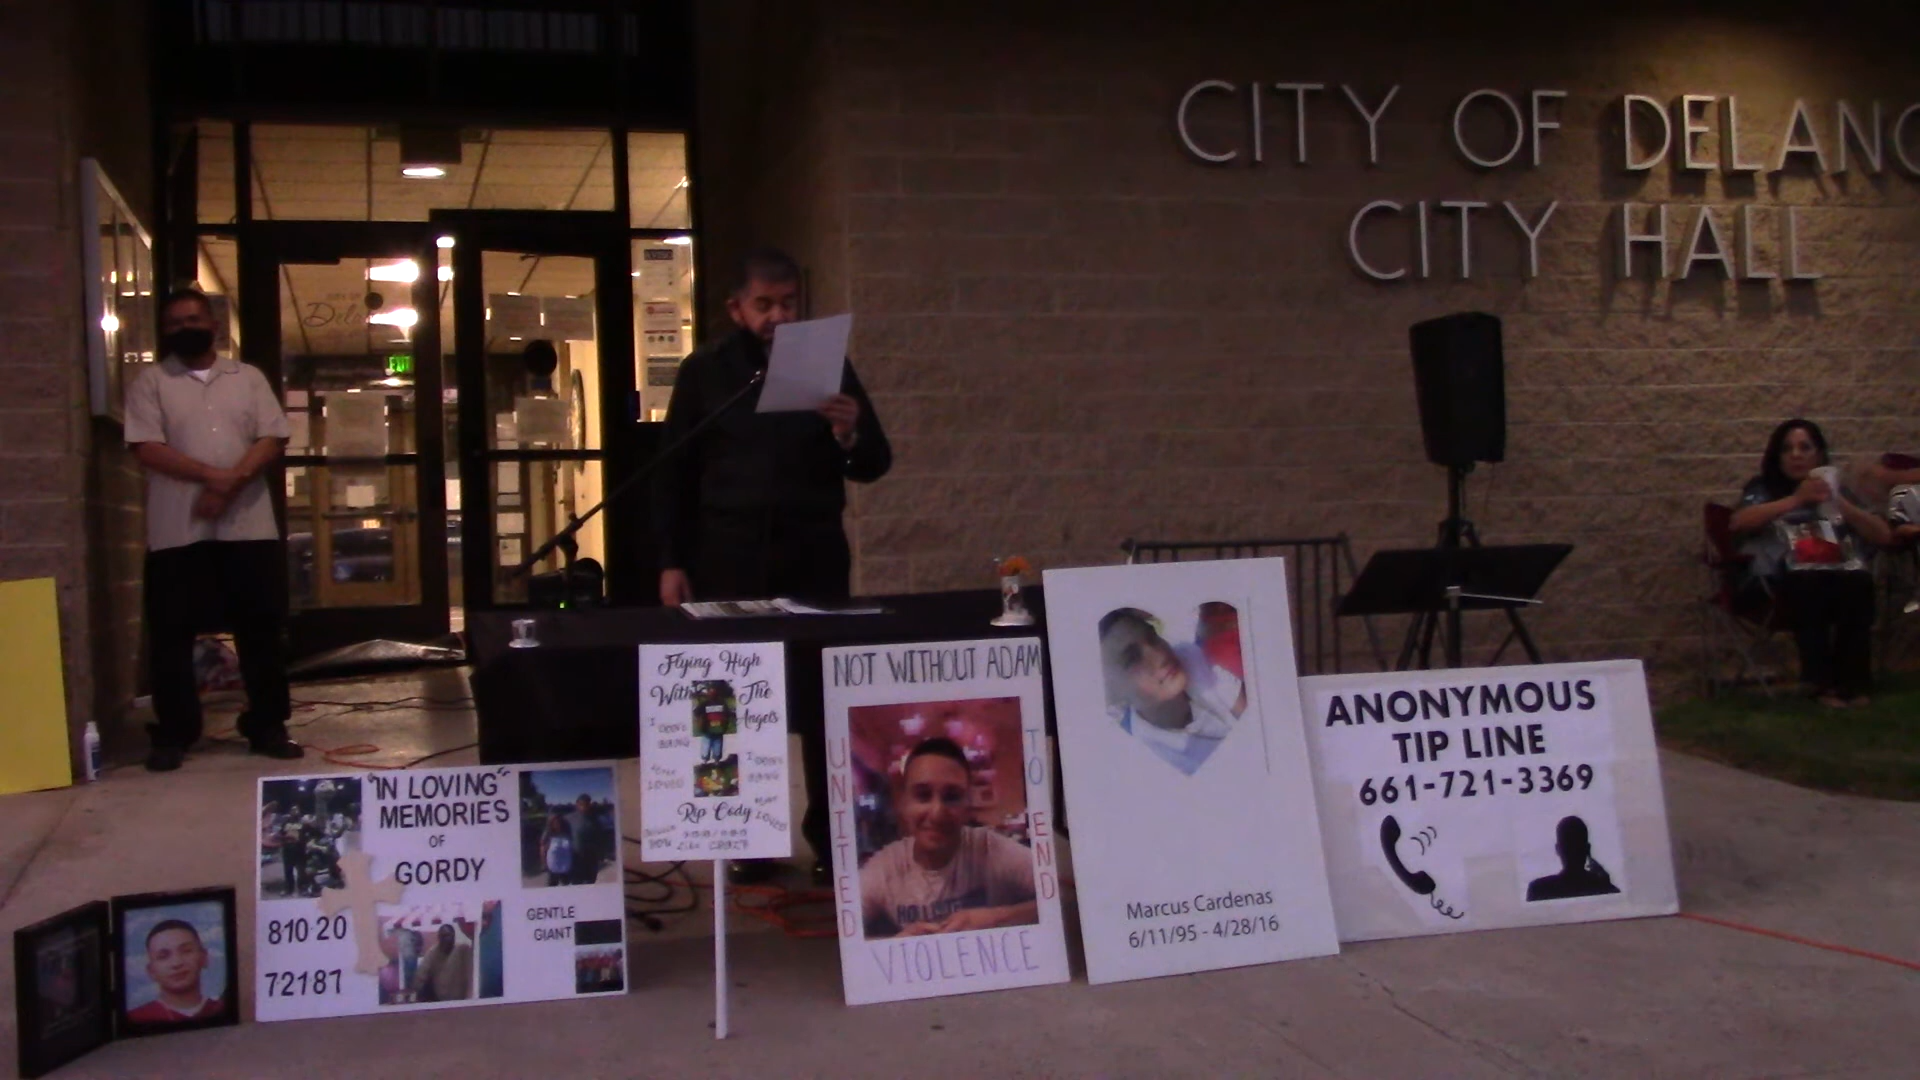 CITY OF DELANO
CITY HALL
EXIT
"IN LOVING"
MEMORIES
OF
GORDY
810·20
72187
GENTLE
GIANT
Flying High
With The
Angels
Rip Cody
NOT WITHOUT ADAM
UNITED
TO END
VIOLENCE
Marcus Cardenas
6/11/95 - 4/28/16
ANONYMOUS
TIP LINE
661-721-3369